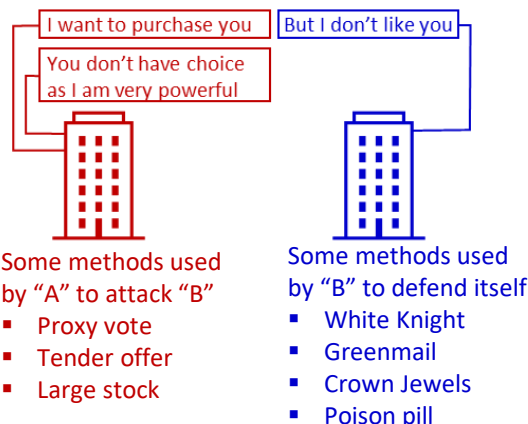 I want to purchase you
But I don't like you
You don't have choice
as I am very powerful
Some methods used
by “A” to attack “B”
▪ Proxy vote
▪ Tender offer
▪ Large stock
Some methods used
by “B” to defend itself
▪ White Knight
▪ Greenmail
▪ Crown Jewels
▪ Poison pill